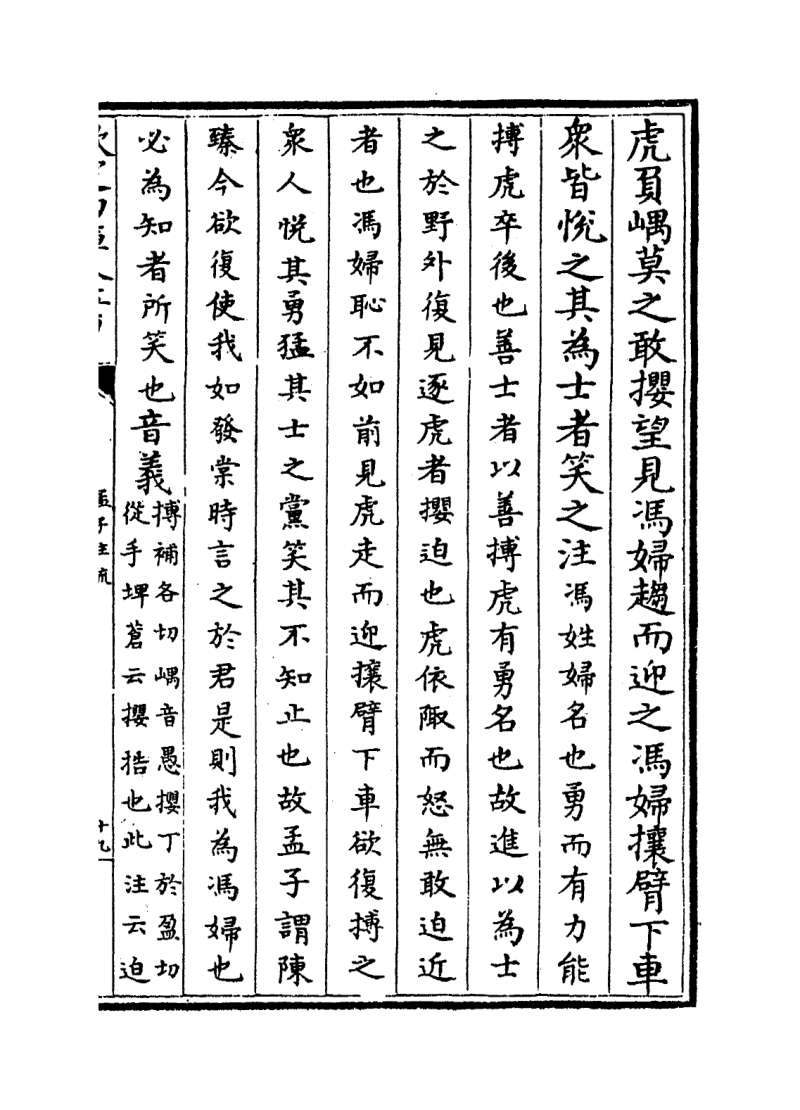 虎負嵎莫之敢攖望見馮婦趨而迎之馮婦攘臂下車
衆皆悅之其為士者笑之注馮姓婦名也勇而有力能
搏虎卒後也善士者以善搏虎有勇名也故進以為士
之於野外復見逐虎者攖迫也虎依陬而怒無敢迫近
者也馮婦恥不如前見虎走而迎攘臂下車欲復搏之
衆人悅其勇猛其士之黨笑其不知止也故孟子謂陳
臻今欲復使我如發棠時言之於君是則我為馮婦也
必為知者所笑也音義
搏補各切嵎音愚攖丁於盈切
從手埤蒼云攖捁也此注云迫
孟子注疏
十九